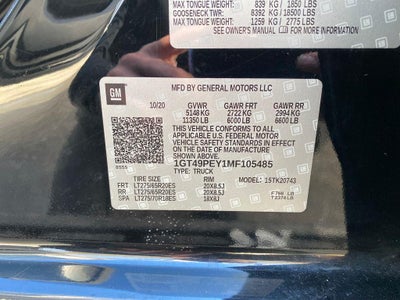 MAX TONGUE WEIGHT: 839 KG / 1850 LBS
GOOSENECK TWR: 8392 KG / 18500 LBS
MAX TONGUE WEIGHT: 1259 KG / 2775 LBS
SEE OWNER'S MANUAL FOR MORE INFORMATION
GM
MFD BY GENERAL MOTORS LLC
10/20 GVWR GAWR FRT GAWR RR
5148 KG 2722 KG 2994 KG
11350 LB 6000 LB 6600 LB
THIS VEHICLE CONFORMS TO ALL
APPLICABLE U.S. FEDERAL MOTOR
VEHICLE SAFETY STANDARDS IN EFFECT
ON THE DATE OF MANUFACTURE
SHOWN ABOVE.
1GT49PEY1MF105485
TYPE: TRUCK
TIRE SIZE RIM MODEL: 15TK20743
FRT LT275/65R20ES 20X8.5J
RR LT275/65R20ES 20X8.5J
SPA LT275/70R18ES 18X8J